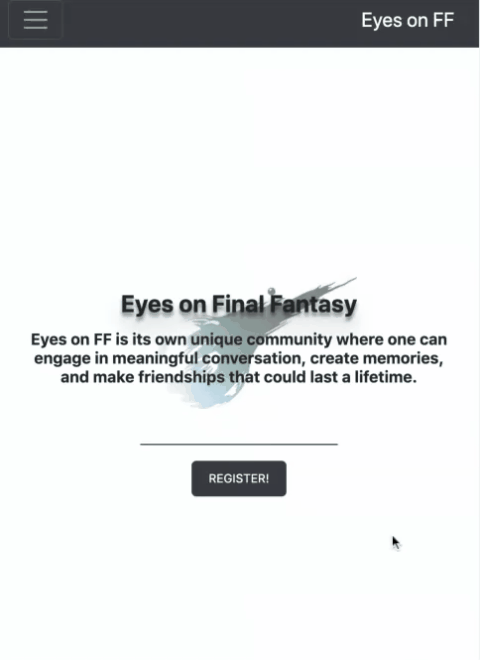 Eyes on FF
Eyes on Final Fantasy
Eyes on FF is its own unique community where one can
engage in meaningful conversation, create memories,
and make friendships that could last a lifetime.
REGISTER!